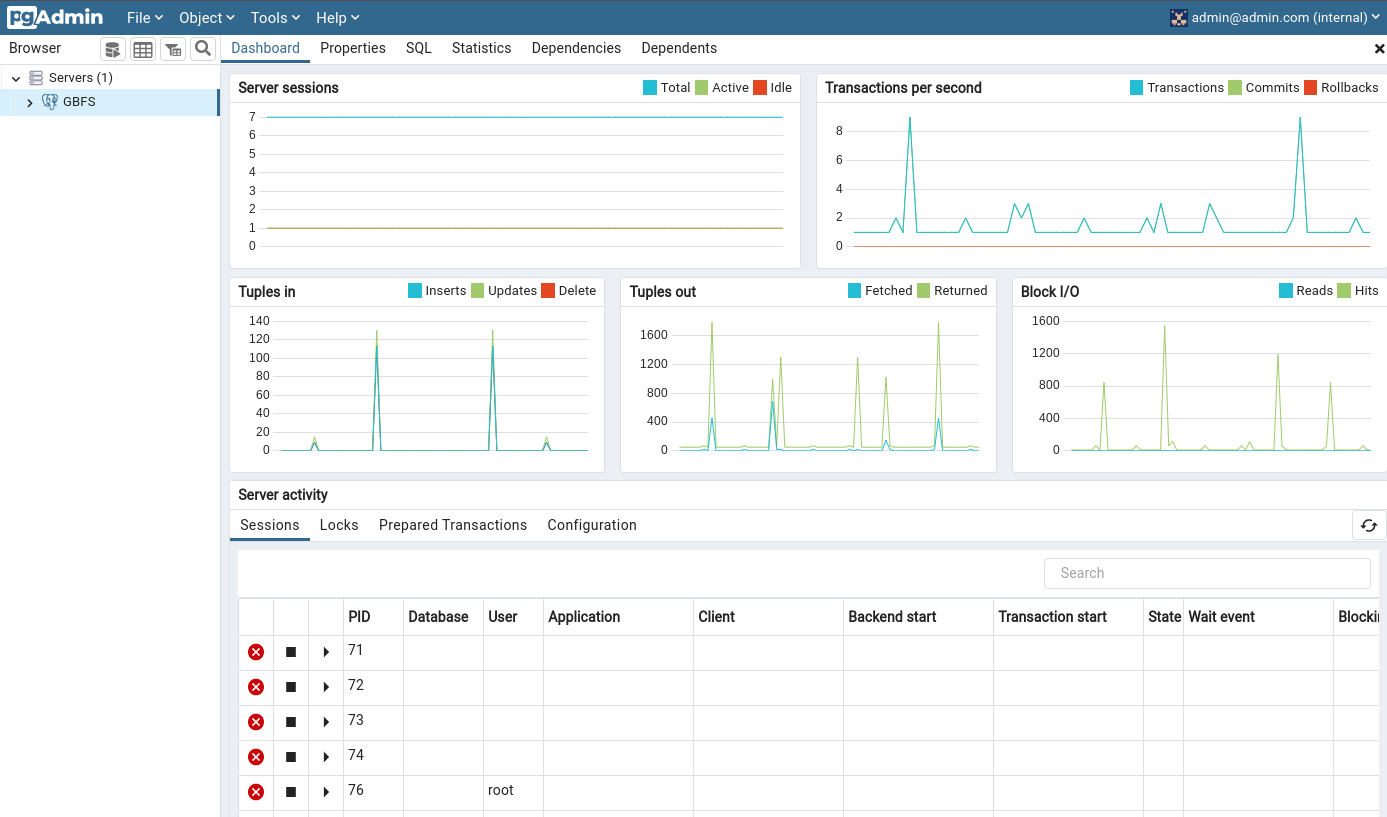 pgAdmin File Object Tools Help admin@admin.com (internal)
Browser Dashboard Properties SQL Statistics Dependencies Dependents
Servers (1)
GBFS
Server sessions Total Active Idle
7
6
5
4
3
2
1
0
Transactions per second Transactions Commits Rollbacks
8
6
4
2
0
Tuples in Inserts Updates Delete
140
120
100
80
60
40
20
0
Tuples out Fetched Returned
1600
1200
800
400
0
Block I/O Reads Hits
1600
1200
800
400
0
Server activity
Sessions Locks Prepared Transactions Configuration
Search
PID Database User Application Client Backend start Transaction start State Wait event Blocki
71
72
73
74
76 root